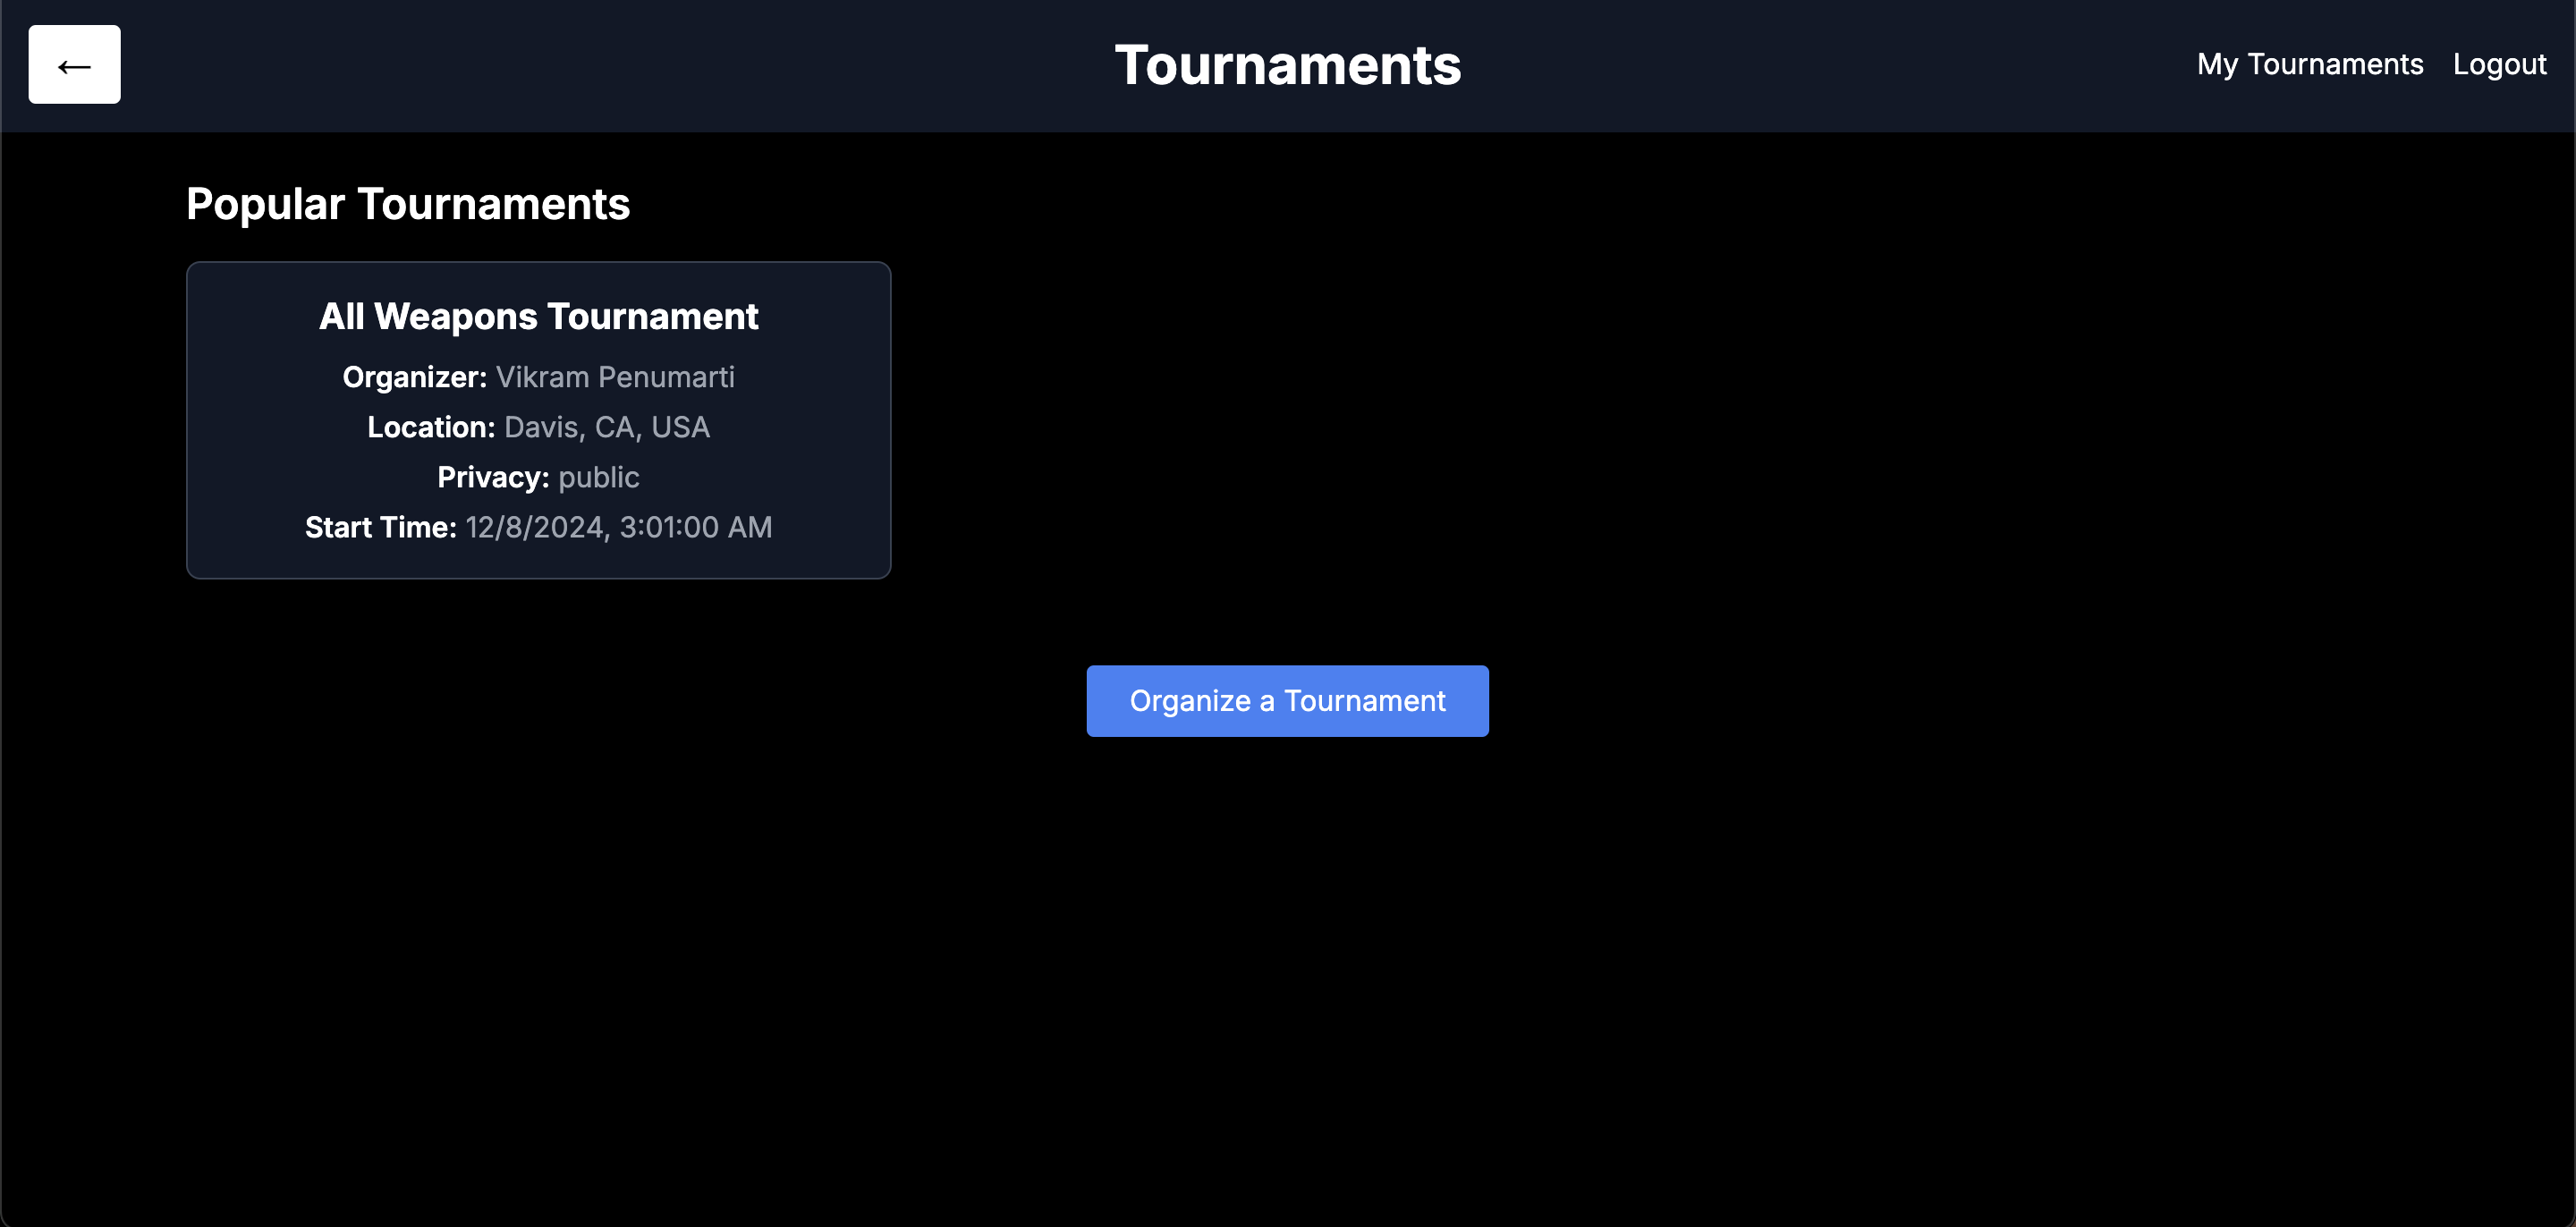 ←
Tournaments
My Tournaments
Logout
Popular Tournaments
All Weapons Tournament
Organizer: Vikram Penumarti
Location: Davis, CA, USA
Privacy: public
Start Time: 12/8/2024, 3:01:00 AM
Organize a Tournament